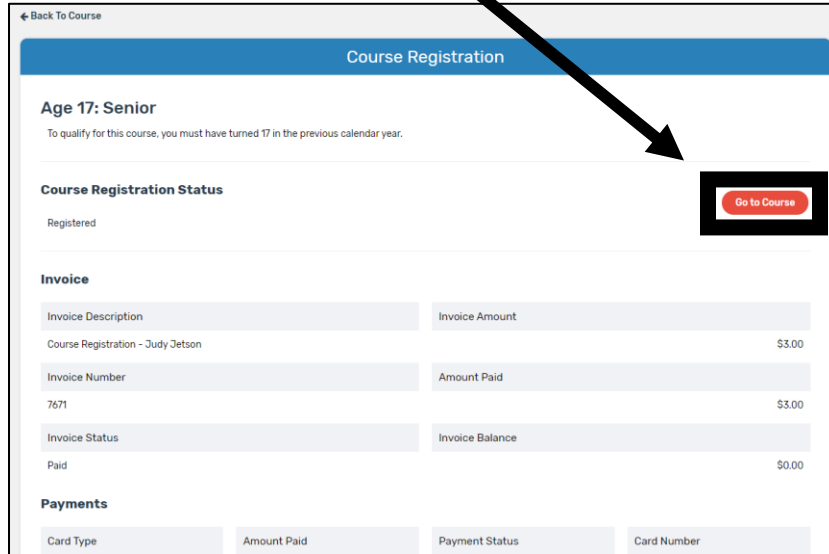 Back To Course
Course Registration
Age 17: Senior
To qualify for this course, you must have turned 17 in the previous calendar year.
Course Registration Status
Go to Course
Registered
Invoice
Invoice Description Invoice Amount
Course Registration - Judy Jetson $3.00
Invoice Number Amount Paid
7671 $3.00
Invoice Status Invoice Balance
Paid $0.00
Payments
Card Type Amount Paid Payment Status Card Number